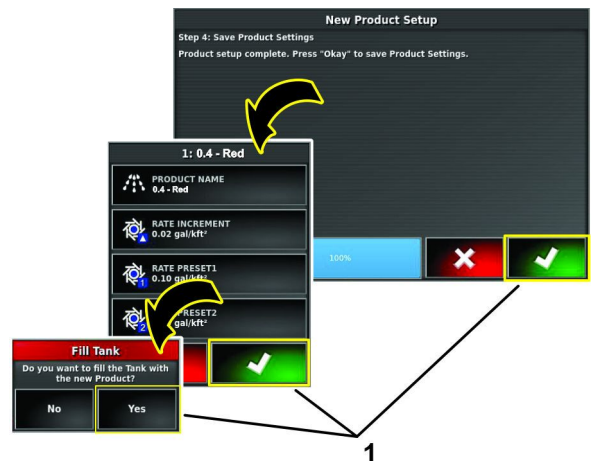 New Product Setup
Step 4: Save Product Settings
Product setup complete. Press "Okay" to save Product Settings.
100%
1: 0.4 - Red
PRODUCT NAME
0.4 - Red
RATE INCREMENT
0.02 gal/kft²
RATE PRESET1
0.10 gal/kft²
1
PRESET2
gal/kft²
2
Fill Tank
Do you want to fill the Tank with
the new Product?
No
Yes
1